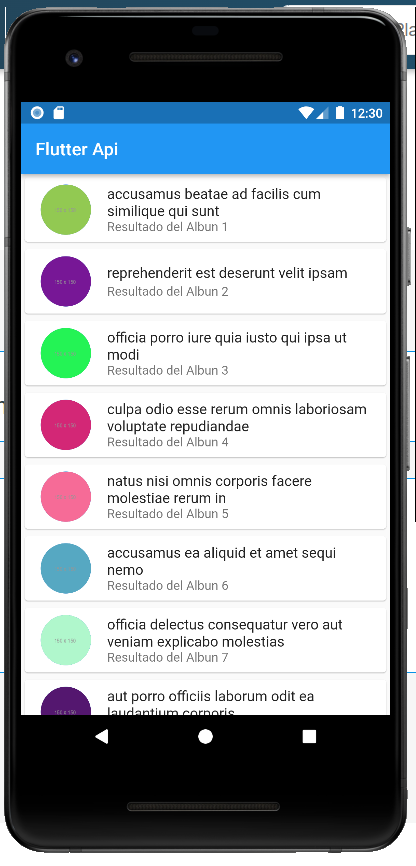 12:30
Flutter Api
accusamus beatae ad facilis cum
similique qui sunt
Resultado del Albun 1
150 x 150
reprehenderit est deserunt velit ipsam
Resultado del Albun 2
150 x 150
officia porro iure quia iusto qui ipsa ut
modi
Resultado del Albun 3
150 x 150
culpa odio esse rerum omnis laboriosam
voluptate repudiandae
Resultado del Albun 4
150 x 150
natus nisi omnis corporis facere
molestiae rerum in
Resultado del Albun 5
150 x 150
accusamus ea aliquid et amet sequi
nemo
Resultado del Albun 6
150 x 150
officia delectus consequatur vero aut
veniam explicabo molestias
Resultado del Albun 7
150 x 150
aut porro officiis laborum odit ea
laudantium corporis
150 x 150